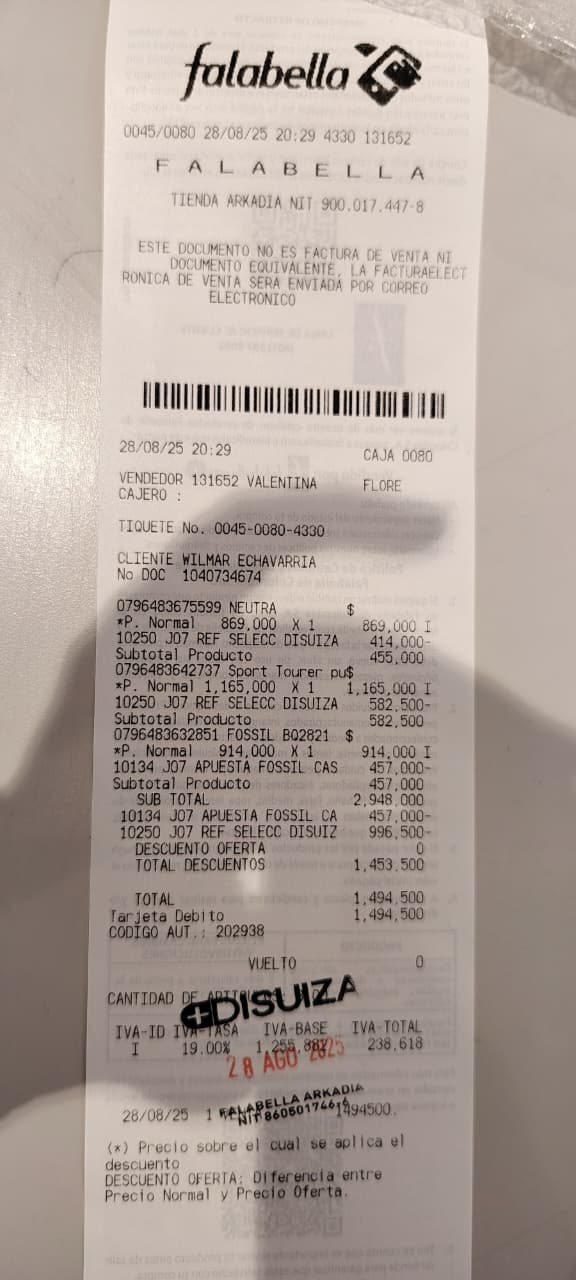 falabella
0045/0080 28/08/25 20:29 4330 131652
F A L A B E L L A
TIENDA ARKADIA NIT 900.017.447-8
ESTE DOCUMENTO NO ES FACTURA DE VENTA NI
DOCUMENTO EQUIVALENTE, LA FACTURAELECT
RONICA DE VENTA SERA ENVIADA POR CORREO
ELECTRONICO
28/08/25 20:29 CAJA 0080
VENDEDOR 131652 VALENTINA FLORE
CAJERO :
TIQUETE No. 0045-0080-4330
CLIENTE WILMAR ECHAVARRIA
No DOC 1040734674
0796483675599 NEUTRA $
*P. Normal 869,000 X 1 869,000 I
10250 J07 REF SELECC DISUIZA 414,000-
Subtotal Producto 455,000
0796483642737 Sport Tourer pu$
*P. Normal 1,165,000 X 1 1,165,000 I
10250 J07 REF SELECC DISUIZA 582,500-
Subtotal Producto 582,500
0796483632851 FOSSIL BQ2821 $
*P. Normal 914,000 X 1 914,000 I
10134 J07 APUESTA FOSSIL CAS 457,000-
Subtotal Producto 457,000
SUB TOTAL 2,948,000
10134 J07 APUESTA FOSSIL CA 457,000-
10250 J07 REF SELECC DISUIZ 996,500-
DESCUENTO OFERTA 0
TOTAL DESCUENTOS 1,453,500
TOTAL 1,494,500
Tarjeta Debito 1,494,500
CODIGO AUT.: 202938
VUELTO 0
CANTIDAD DE
DISUIZA
IVA-ID IVA-TASA IVA-BASE IVA-TOTAL
I 19.00% 1,255,882 238,618
28 AGO 2025
FALABELLA ARKADIA
NIT 860501746-6
28/08/25 1 1494500.
(*) Precio sobre el cual se aplica el
descuento
DESCUENTO OFERTA: Diferencia entre
Precio Normal y Precio Oferta.